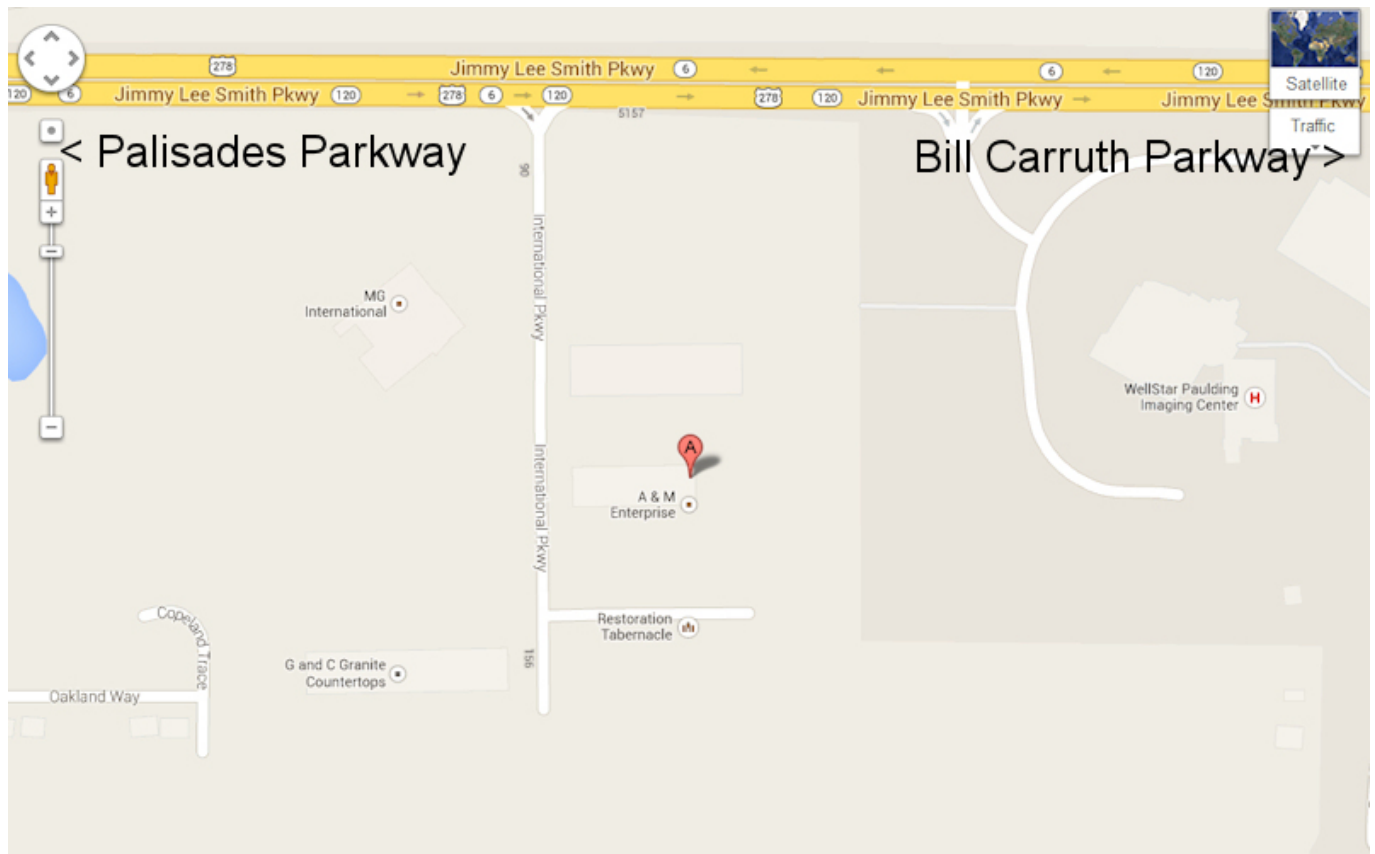 278
Jimmy Lee Smith Pkwy
6
6
120
120
6
Jimmy Lee Smith Pkwy
120
278
6
120
278
120
Jimmy Lee Smith Pkwy
Jimmy Lee Smith Pkwy
Satellite
Traffic
5157
< Palisades Parkway
Bill Carruth Parkway >
90
International Pkwy
MG
International
WellStar Paulding
Imaging Center
H
A
International Pkwy
A & M
Enterprise
Copeland Trace
Restoration
Tabernacle
156
G and C Granite
Countertops
Oakland Way